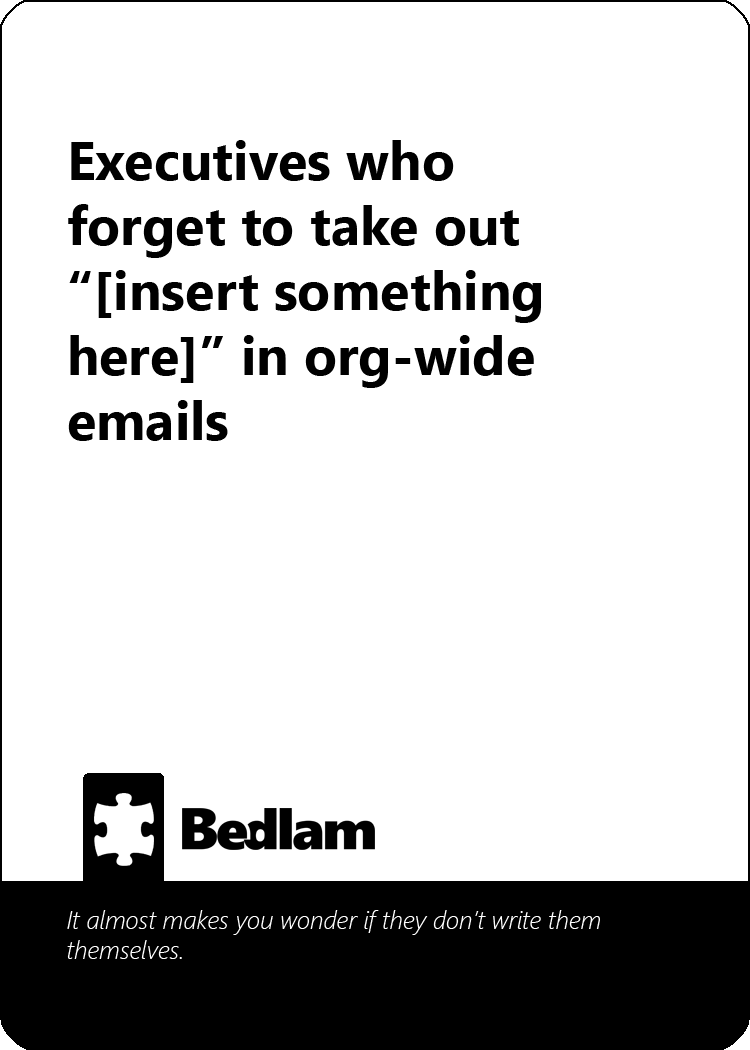 Executives who
forget to take out
“[insert something
here]” in org-wide
emails
Bedlam
It almost makes you wonder if they don’t write them
themselves.